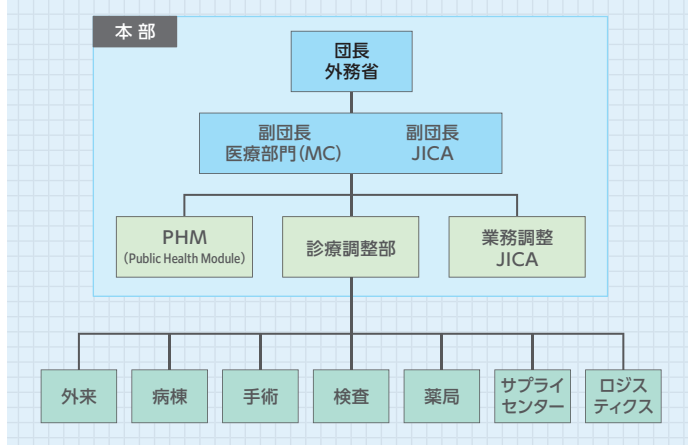 本部
団長
外務省
副団長
医療部門(MC)
副団長
JICA
PHM
(Public Health Module)
診療調整部
業務調整
JICA
外来
病棟
手術
検査
薬局
サプライ
センター
ロジス
ティクス